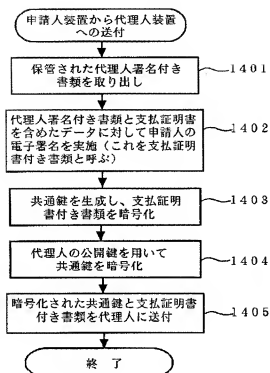 申請人装置から代理人装置
への送付
保管された代理人署名付き
書類を取り出し
1401
代理人署名付き書類と支払証明書
を含めたデータに対して申請人の
電子署名を実施(これを支払証明
書付き書類と呼ぶ)
1402
共通鍵を生成し、支払証明
書付き書類を暗号化
1403
代理人の公開鍵を用いて
共通鍵を暗号化
1404
暗号化された共通鍵と支払証明書
付き書類を代理人に送付
1405
終了